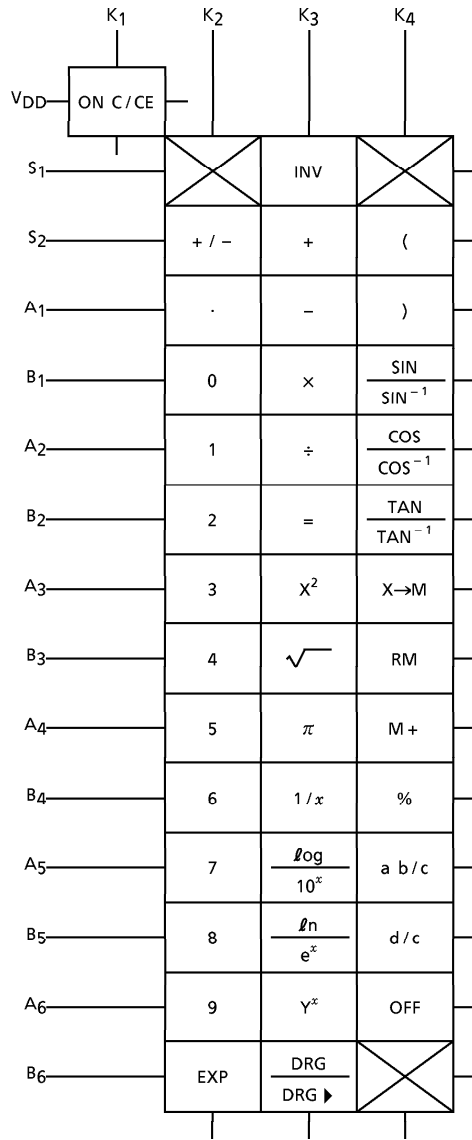 K1 K2 K3 K4
VDD ON C/CE
S1 INV
S2 + / − + (
A1 · − )
B1 0 × SIN
SIN⁻¹
A2 1 ÷ COS
COS⁻¹
B2 2 = TAN
TAN⁻¹
A3 3 X² X→M
B3 4 √ RM
A4 5 π M+
B4 6 1/x %
A5 7 ℓog a b/c
10ˣ
B5 8 ℓn d/c
eˣ
A6 9 Yˣ OFF
B6 EXP DRG
DRG ▶